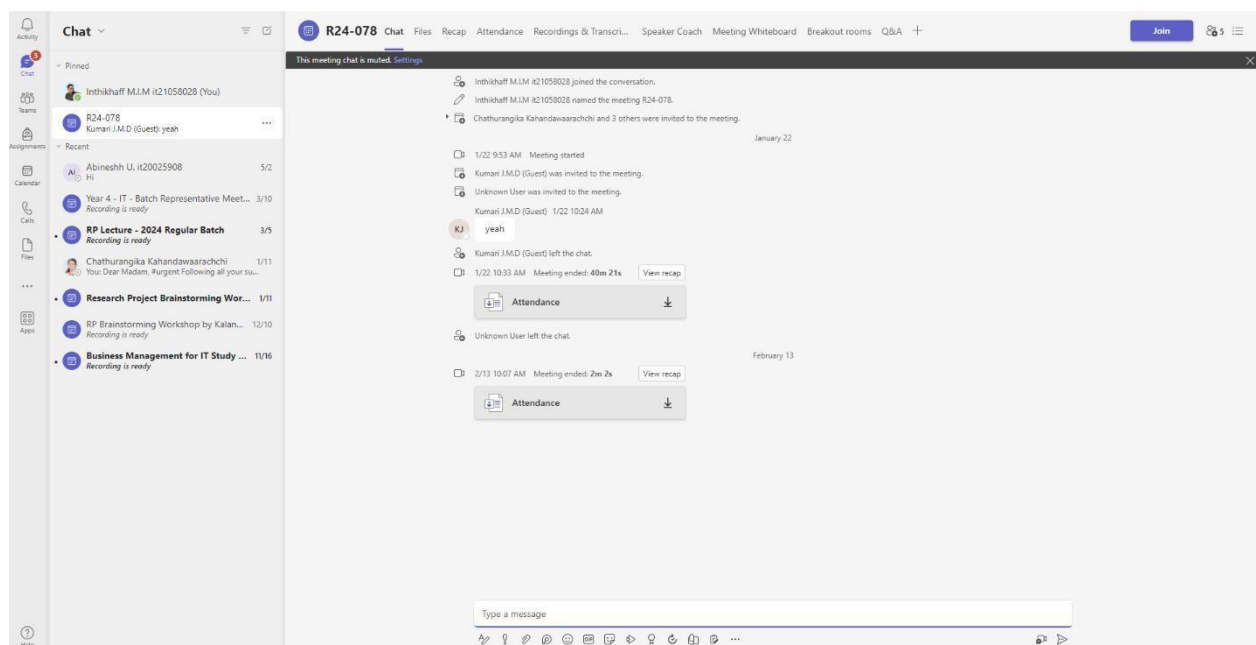 Activity
Chat
3
Teams
Assignments
Calendar
Calls
Files
Apps
Help
Chat
Pinned
Inthikhaff M.I.M it21058028 (You)
R24-078
Kumari J.M.D (Guest): yeah
Recent
Abineshh U. it20025908 5/2
Hi
Year 4 - IT - Batch Representative Meet... 3/10
Recording is ready
RP Lecture - 2024 Regular Batch 3/5
Recording is ready
Chathurangika Kahandawaarachchi 1/11
You: Dear Madam, #urgent Following all your su...
Research Project Brainstorming Wor... 1/11
RP Brainstorming Workshop by Kalan... 12/10
Recording is ready
Business Management for IT Study ... 11/16
Recording is ready
R24-078 Chat Files Recap Attendance Recordings & Transcri... Speaker Coach Meeting Whiteboard Breakout rooms Q&A Join 5
This meeting chat is muted. Settings
Inthikhaff M.I.M it21058028 joined the conversation.
Inthikhaff M.I.M it21058028 named the meeting R24-078.
Chathurangika Kahandawaarachchi and 3 others were invited to the meeting.
January 22
1/22 9:53 AM Meeting started
Kumari J.M.D (Guest) was invited to the meeting.
Unknown User was invited to the meeting.
Kumari J.M.D (Guest) 1/22 10:24 AM
KJ yeah
Kumari J.M.D (Guest) left the chat.
1/22 10:33 AM Meeting ended: 40m 21s View recap
Attendance
Unknown User left the chat.
February 13
2/13 10:07 AM Meeting ended: 2m 2s View recap
Attendance
Type a message
GIF